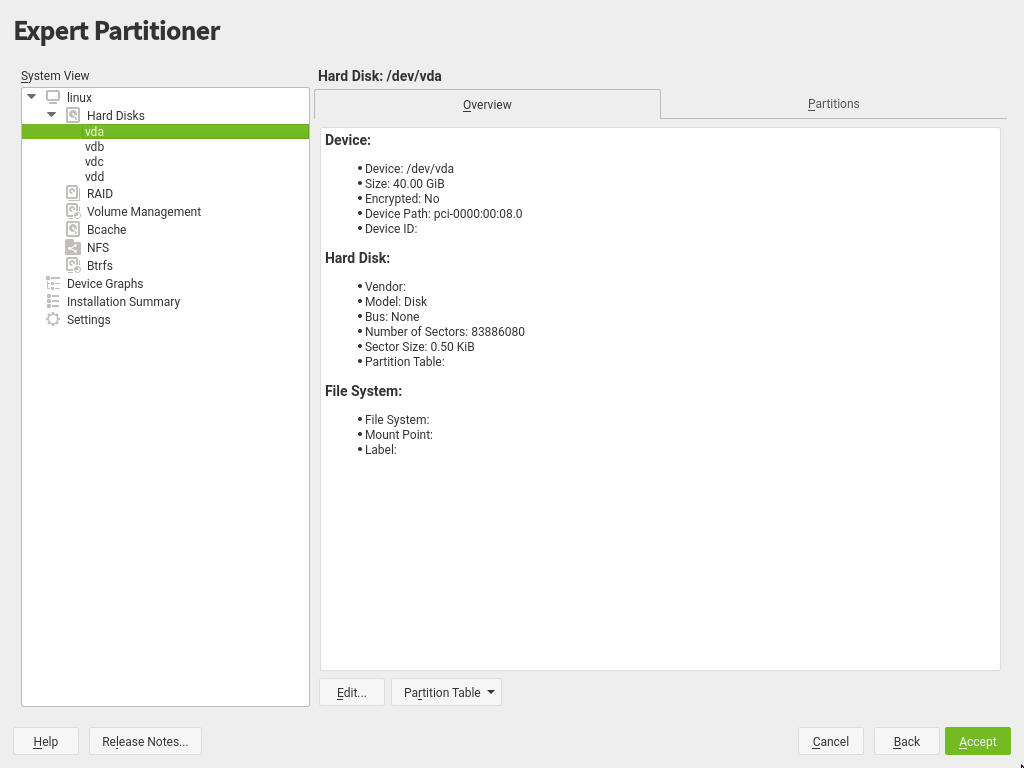 Expert Partitioner
System View
linux
Hard Disks
vda
vdb
vdc
vdd
RAID
Volume Management
Bcache
NFS
Btrfs
Device Graphs
Installation Summary
Settings
Hard Disk: /dev/vda
Overview
Partitions
Device:
• Device: /dev/vda
• Size: 40.00 GiB
• Encrypted: No
• Device Path: pci-0000:00:08.0
• Device ID:
Hard Disk:
• Vendor:
• Model: Disk
• Bus: None
• Number of Sectors: 83886080
• Sector Size: 0.50 KiB
• Partition Table:
File System:
• File System:
• Mount Point:
• Label:
Edit...
Partition Table
Help
Release Notes...
Cancel
Back
Accept